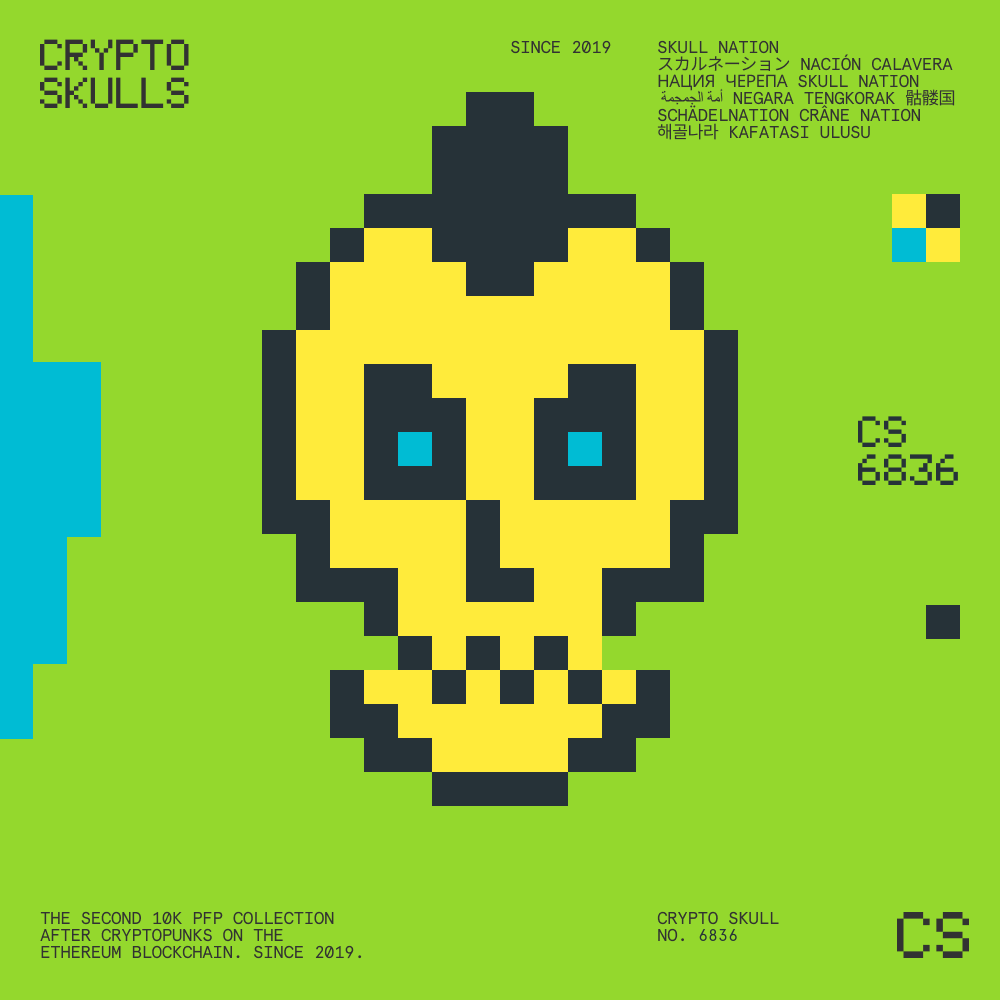 CRYPTO
SKULLS
SINCE 2019
SKULL NATION
スカルネーション NACIÓN CALAVERA
НАЦИЯ ЧЕРЕПА SKULL NATION
أمة الجمجمة NEGARA TENGKORAK 骷髅国
SCHÄDELNATION CRÂNE NATION
해골나라 KAFATASI ULUSU
CS
6836
THE SECOND 10K PFP COLLECTION
AFTER CRYPTOPUNKS ON THE
ETHEREUM BLOCKCHAIN. SINCE 2019.
CRYPTO SKULL
NO. 6836
CS